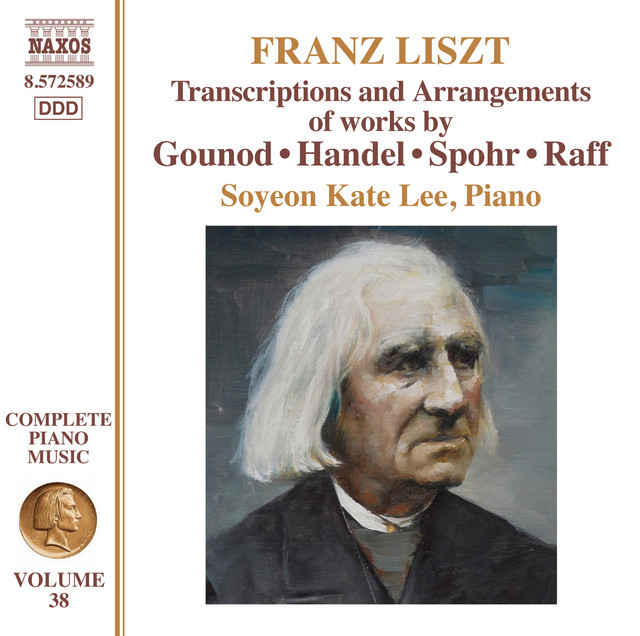 NAXOS
8.572589
DDD
FRANZ LISZT
Transcriptions and Arrangements
of works by
Gounod • Handel • Spohr • Raff
Soyeon Kate Lee, Piano
COMPLETE
PIANO
MUSIC
VOLUME
38